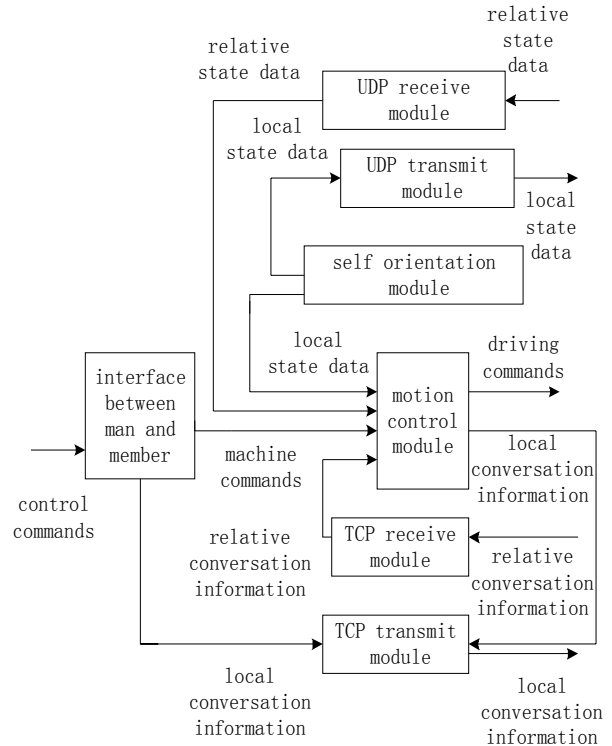 relative
state data
relative
state
data
UDP receive
module
local
state data
UDP transmit
module
local
state
data
self orientation
module
local
state data
driving
commands
interface
between
man and
member
motion
control
module
machine
commands
local
conversation
information
control
commands
relative
conversation
information
TCP receive
module
relative
conversation
information
TCP transmit
module
local
conversation
information
local
conversation
information